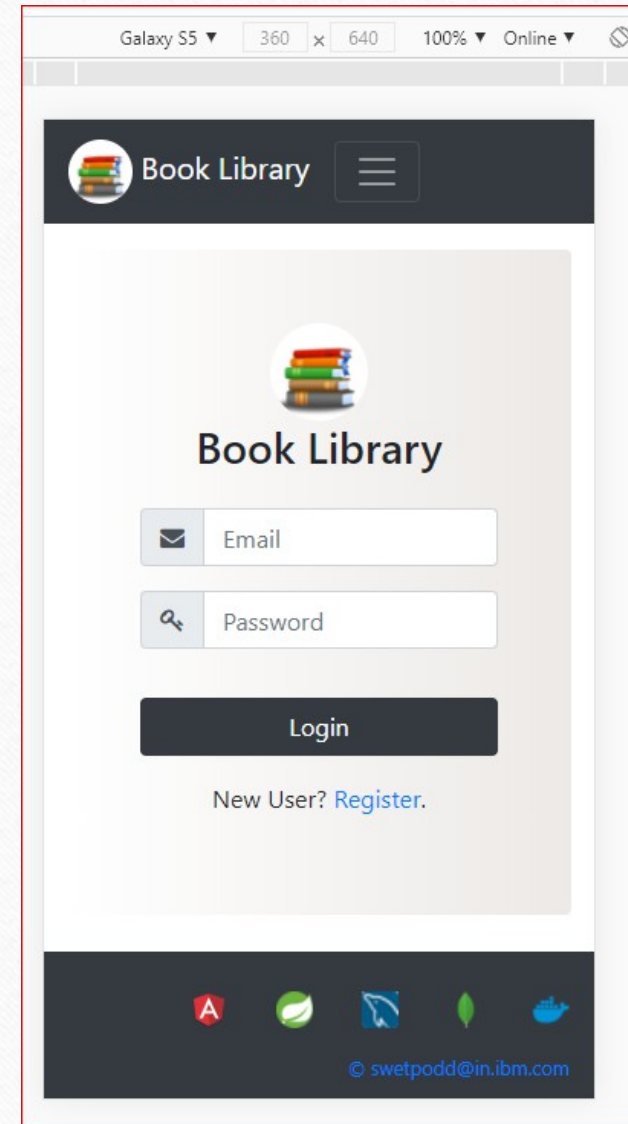 Galaxy S5 ▼ 360 x 640 100% ▼ Online ▼
Book Library
Book Library
Email
Password
Login
New User? Register.
A
© swetpodd@in.ibm.com